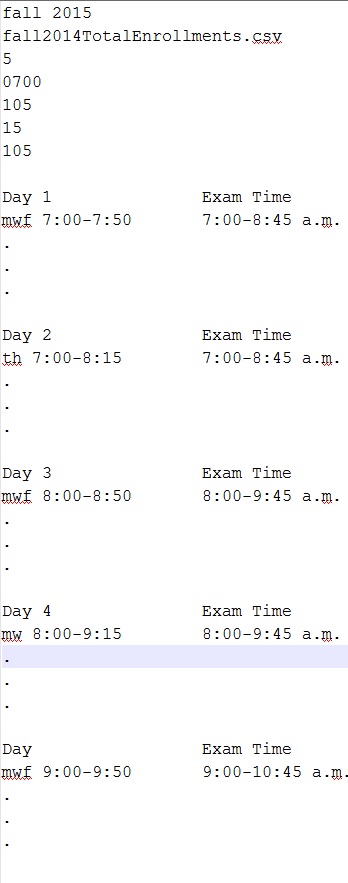 fall 2015
fall2014TotalEnrollments.csv
5
0700
105
15
105
Day 1 Exam Time
mwf 7:00-7:50 7:00-8:45 a.m.
.
.
.
Day 2 Exam Time
th 7:00-8:15 7:00-8:45 a.m.
.
.
.
Day 3 Exam Time
mwf 8:00-8:50 8:00-9:45 a.m.
.
.
.
Day 4 Exam Time
mw 8:00-9:15 8:00-9:45 a.m.
.
.
.
Day Exam Time
mwf 9:00-9:50 9:00-10:45 a.m.
.
.
.